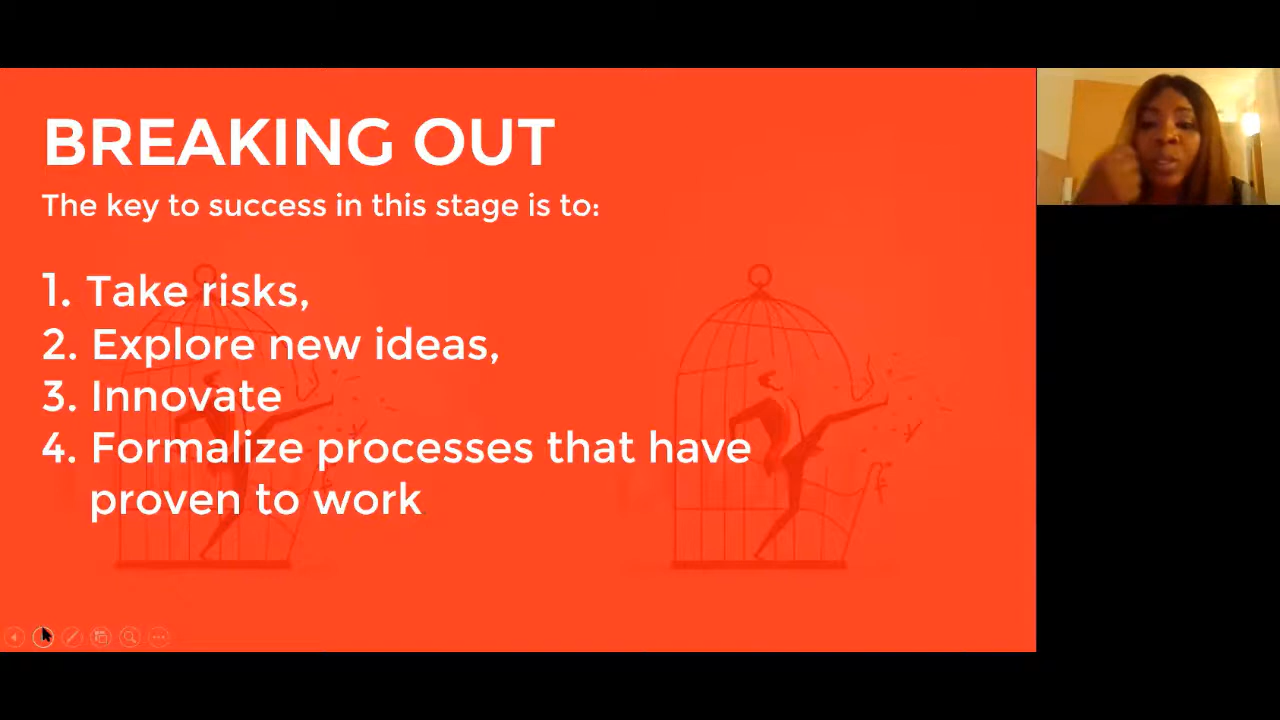 BREAKING OUT
The key to success in this stage is to:
1. Take risks,
2. Explore new ideas,
3. Innovate
4. Formalize processes that have
proven to work